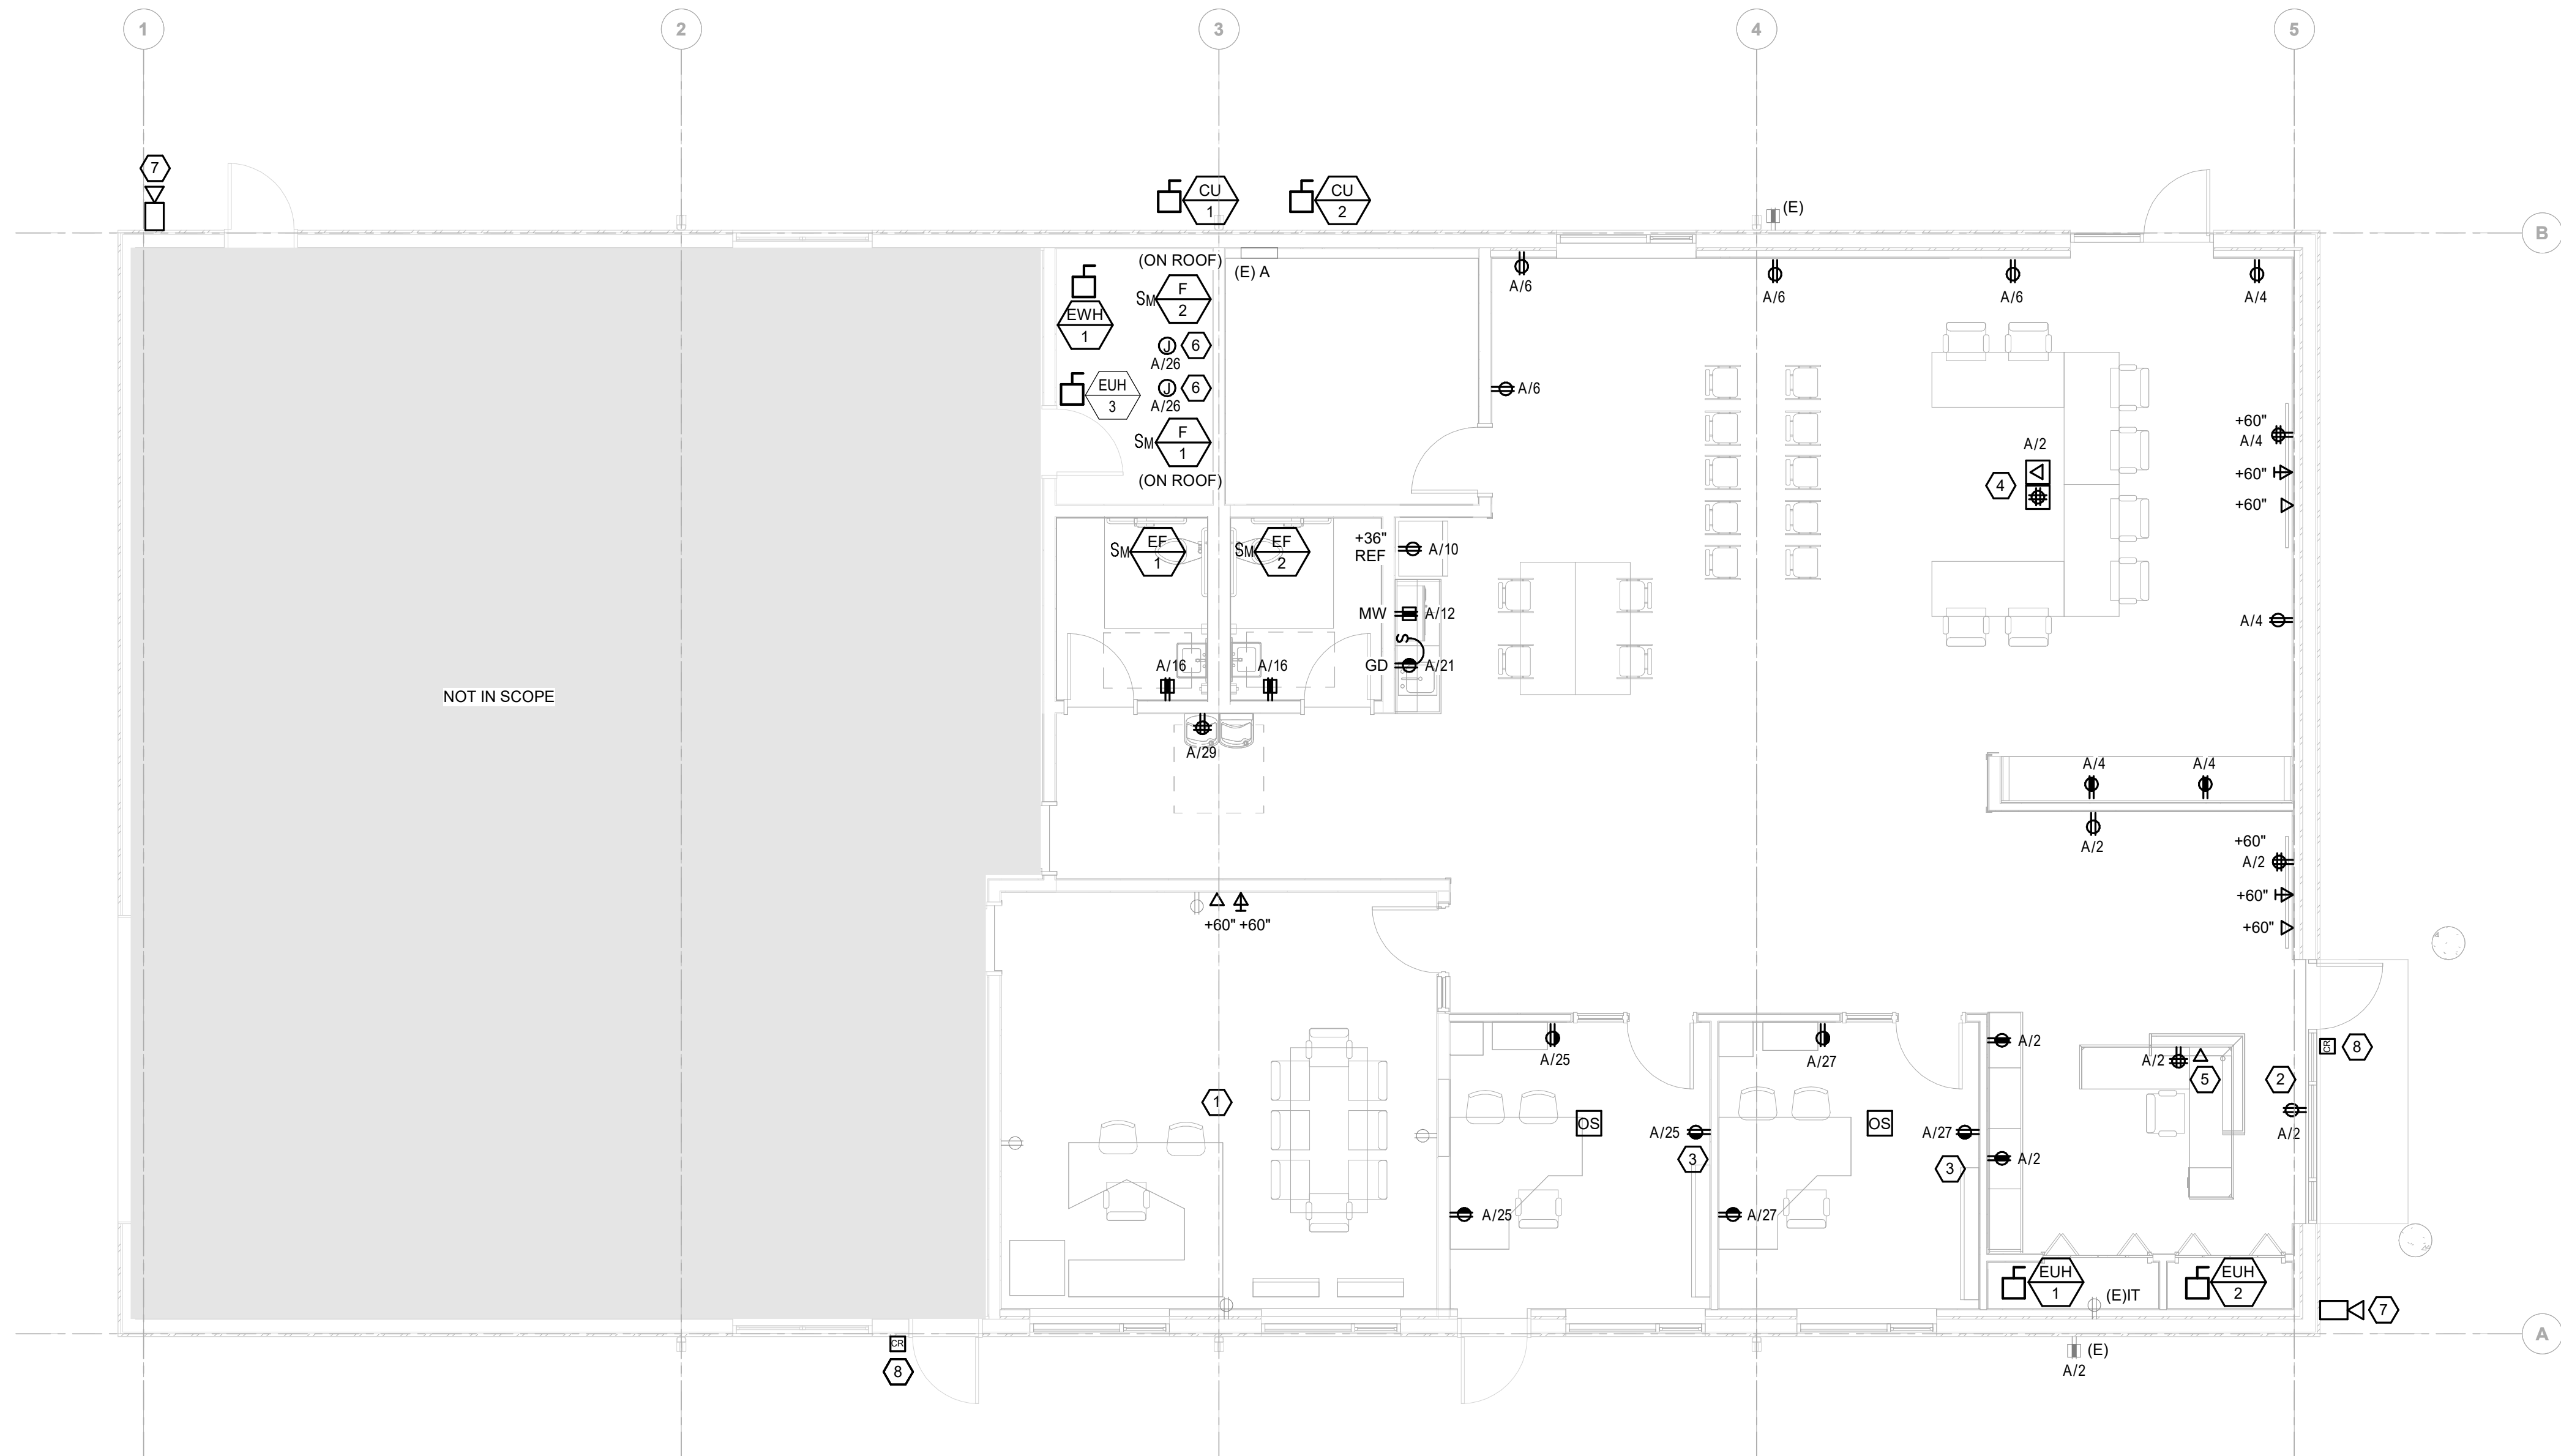 1
2
3
4
5
7
CU
1
CU
2
(E)
B
(ON ROOF)
(E) A
SM
F
2
EWH
1
A/6
A/6
A/6
A/4
J
6
A/26
EUH
3
J
6
A/26
A/6
SM
F
1
(ON ROOF)
+60"
A/4
A/2
+60"
4
+60"
SM
EF
1
SM
EF
2
+36"
REF
A/10
MW
A/12
S
GD
A/21
A/4
A/16
A/16
NOT IN SCOPE
A/29
A/4
A/4
A/2
+60"
A/2
+60"
+60" +60"
+60"
A/25
A/27
A/2
A/2
5
2
CR
8
1
OS
OS
A/25
3
A/27
3
A/2
A/2
A/25
A/27
EUH
1
(E)IT
EUH
2
7
A
CR
8
(E)
A/2